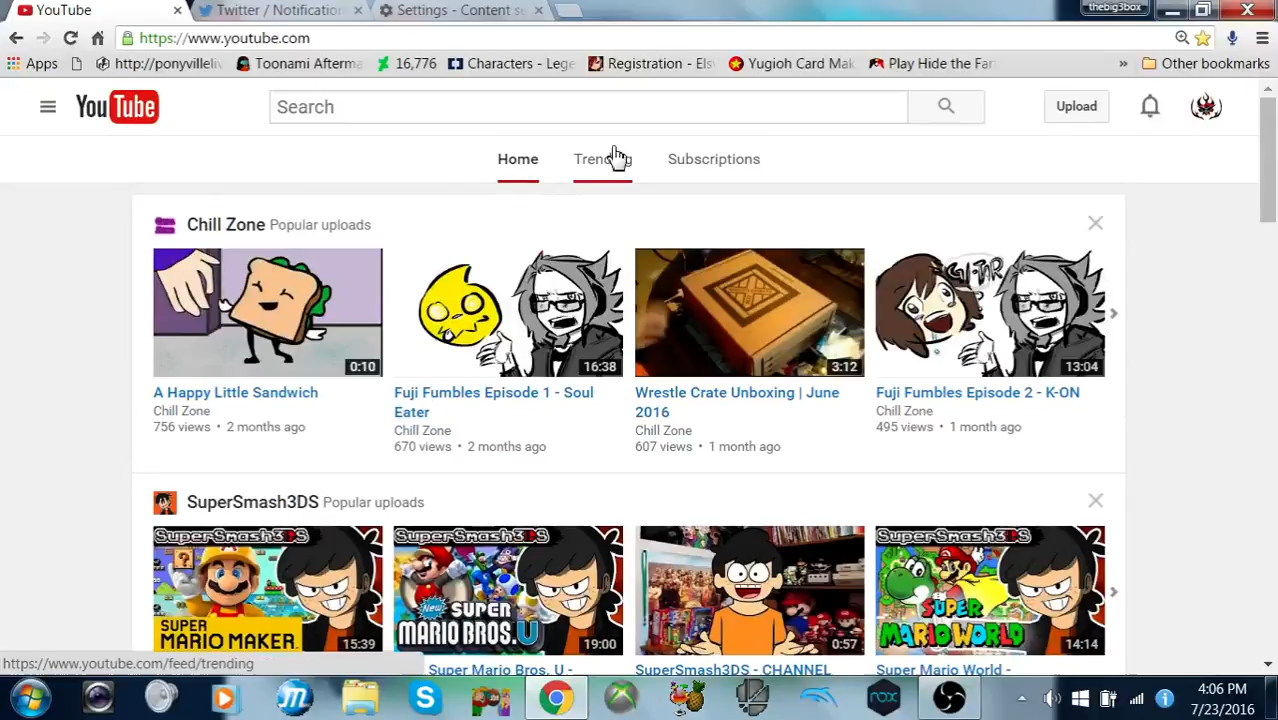 YouTube
Twitter / Notification
Settings - Content se
thebig3box
https://www.youtube.com
Apps
http://ponyvilleliv
Toonami Afterma
16,776
Characters - Lege
Registration - Els
Yugioh Card Mak
Play Hide the Fa
»
Other bookmarks
YouTube
Search
Upload
Home
Trending
Subscriptions
Chill Zone Popular uploads
0:10
16:38
3:12
GI-TAR
13:04
A Happy Little Sandwich
Chill Zone
756 views • 2 months ago
Fuji Fumbles Episode 1 - Soul
Eater
Chill Zone
670 views • 2 months ago
Wrestle Crate Unboxing | June
2016
Chill Zone
607 views • 1 month ago
Fuji Fumbles Episode 2 - K-ON
Chill Zone
495 views • 1 month ago
SuperSmash3DS Popular uploads
SUPERSMASH3DS
SUPER
MARIO MAKER
15:39
SUPERSMASH3DS
New SUPER
MARIO BROS. U
19:00
0:57
SUPERSMASH3DS
SUPER
MARIO WORLD
14:14
https://www.youtube.com/feed/trending
Super Mario Bros. U -
SuperSmash3DS - CHANNEL
Super Mario World -
nox
4:06 PM
7/23/2016